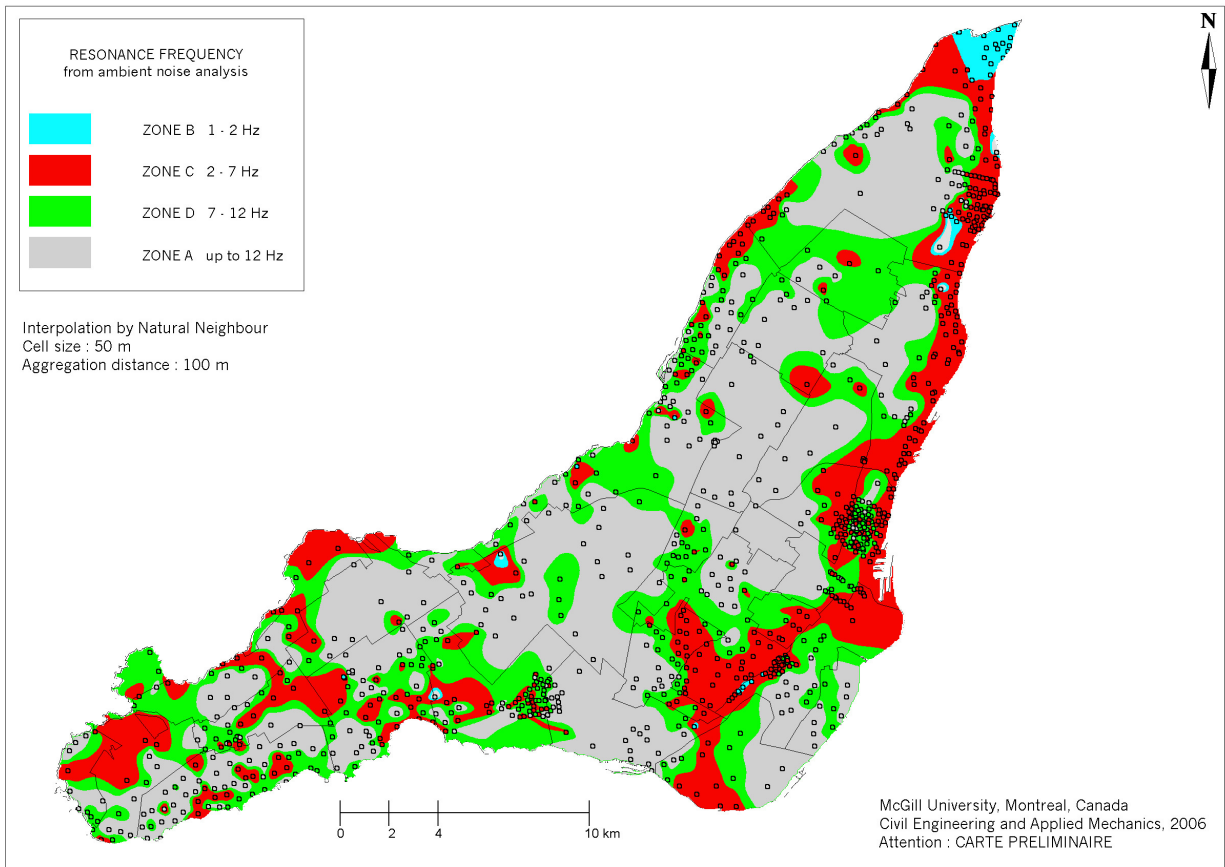 RESONANCE FREQUENCY
from ambient noise analysis
ZONE B 1 - 2 Hz
ZONE C 2 - 7 Hz
ZONE D 7 - 12 Hz
ZONE A up to 12 Hz
Interpolation by Natural Neighbour
Cell size : 50 m
Aggregation distance : 100 m
N
0 2 4 10 km
McGill University, Montreal, Canada
Civil Engineering and Applied Mechanics, 2006
Attention : CARTE PRELIMINAIRE